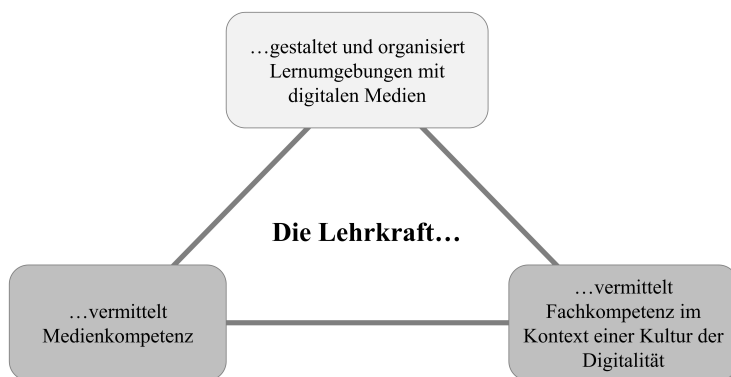 …gestaltet und organisiert
Lernumgebungen mit
digitalen Medien
Die Lehrkraft…
…vermittelt
Medienkompetenz
…vermittelt
Fachkompetenz im
Kontext einer Kultur der
Digitalität